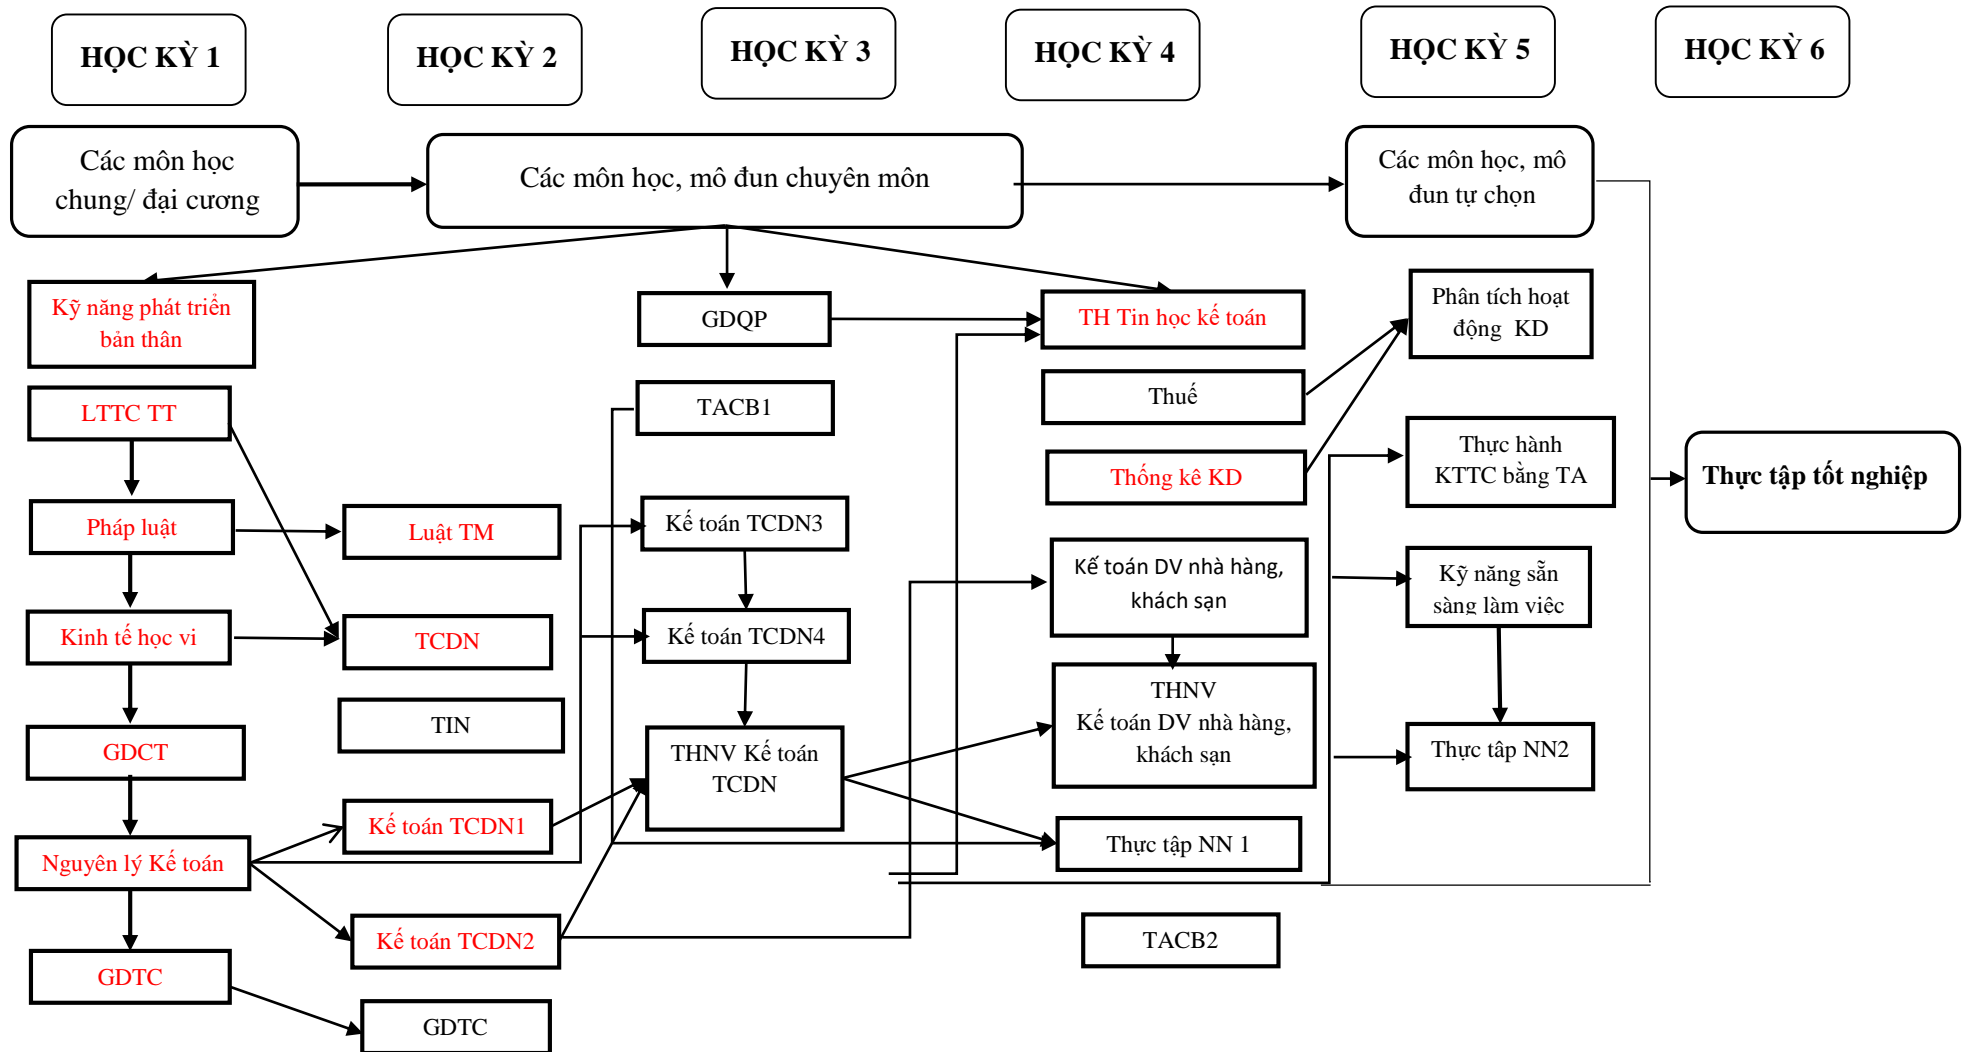 HỌC KỲ 1
HỌC KỲ 2
HỌC KỲ 3
HỌC KỲ 4
HỌC KỲ 5
HỌC KỲ 6
Các môn học
chung/ đại cương
Các môn học, mô đun chuyên môn
Các môn học, mô
đun tự chọn
Kỹ năng phát triển
bản thân
LTTC TT
Pháp luật
Kinh tế học vi
GDCT
Nguyên lý Kế toán
GDTC
Luật TM
TCDN
TIN
Kế toán TCDN1
Kế toán TCDN2
GDTC
GDQP
TACB1
Kế toán TCDN3
Kế toán TCDN4
THNV Kế toán
TCDN
TH Tin học kế toán
Thuế
Thống kê KD
Kế toán DV nhà hàng,
khách sạn
THNV
Kế toán DV nhà hàng,
khách sạn
Thực tập NN 1
TACB2
Phân tích hoạt
động KD
Thực hành
KTTC bằng TA
Kỹ năng sẵn
sàng làm việc
Thực tâp NN2
Thực tập tốt nghiệp